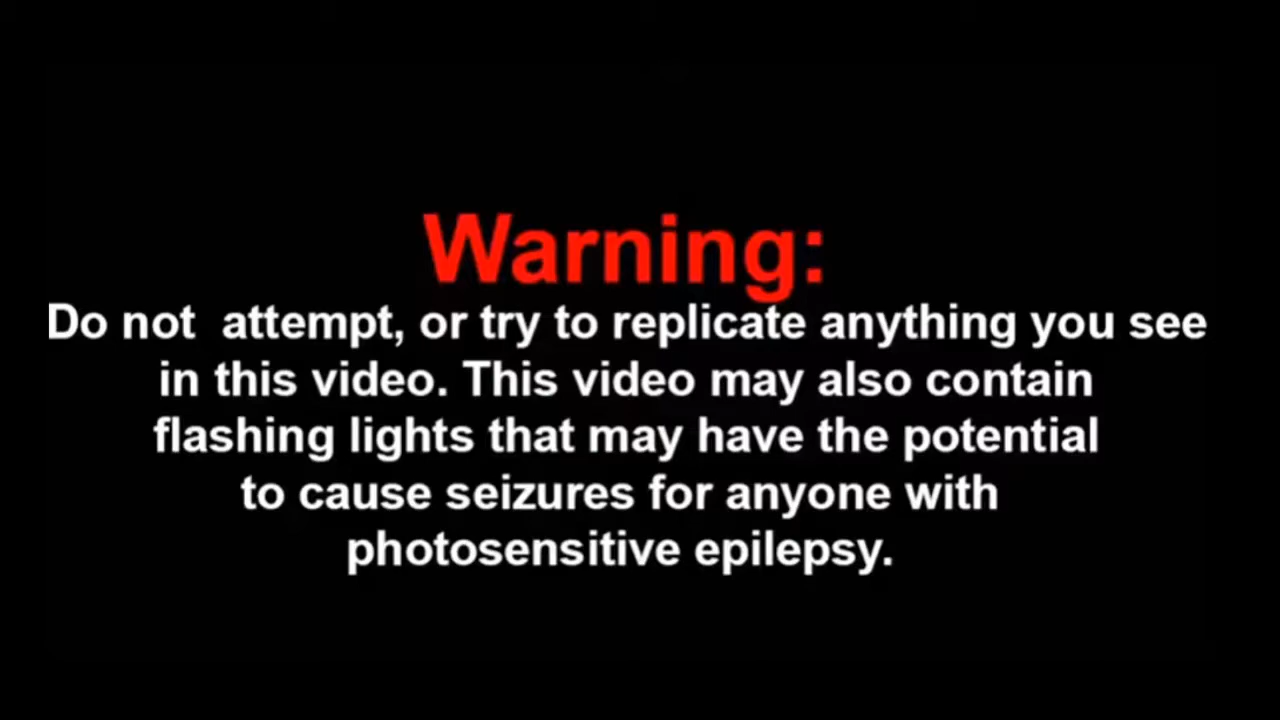 Warning:
Do not  attempt, or try to replicate anything you see
in this video. This video may also contain
flashing lights that may have the potential
to cause seizures for anyone with
photosensitive epilepsy.